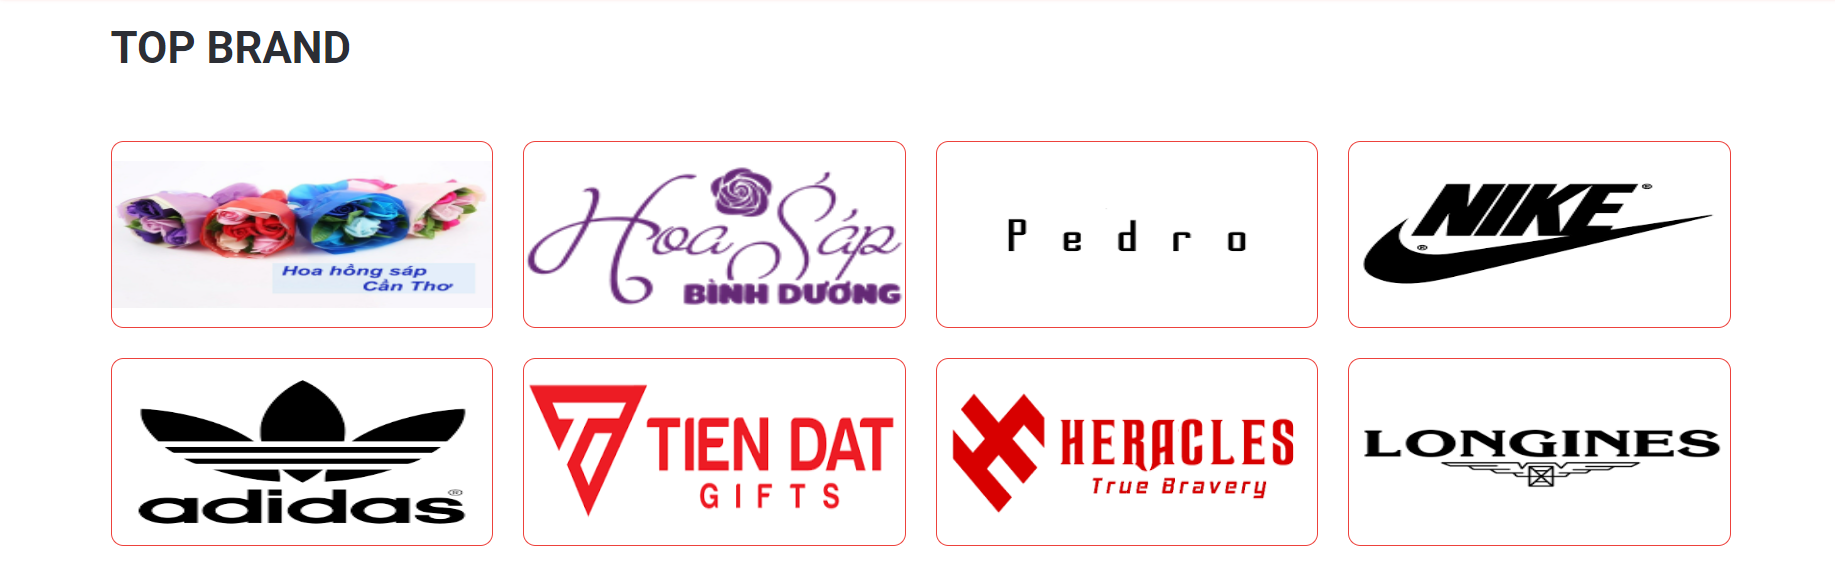 TOP BRAND
Hoa hồng sáp
Cần Thơ
Hoa Sáp
BÌNH DƯƠNG
Pedro
NIKE ®
®
adidas ®
TIEN DAT
GIFTS
HERACLES
True Bravery
LONGINES